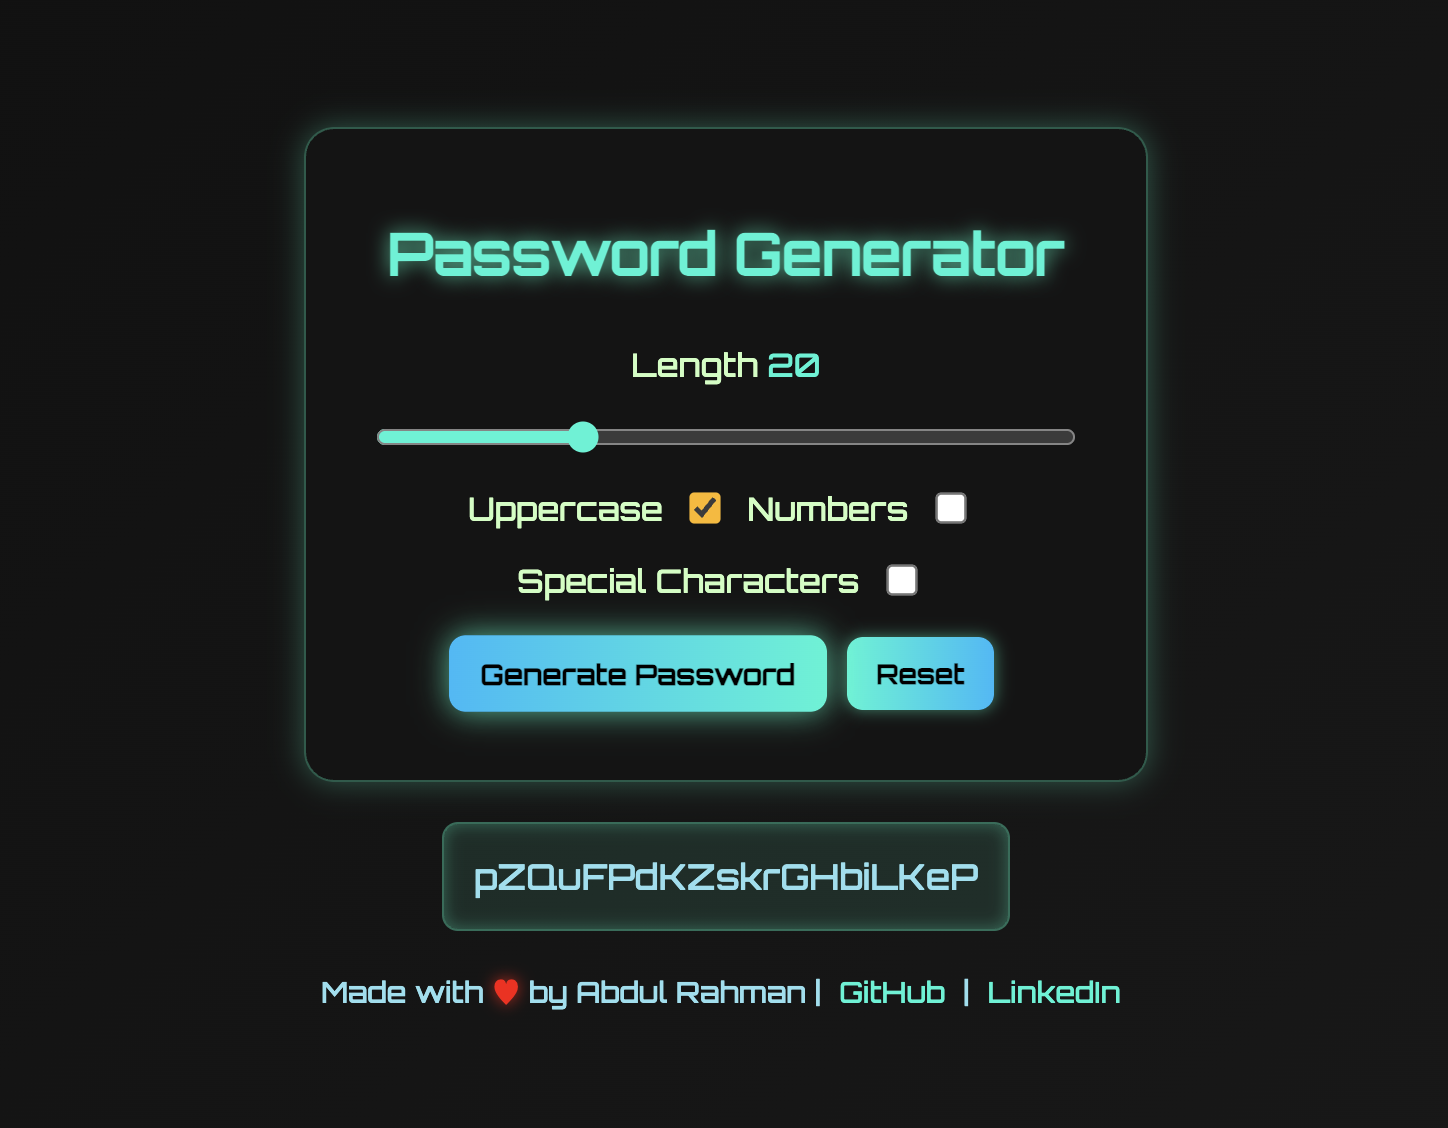 Password Generator
Length 20
Uppercase Numbers
Special Characters
Generate Password Reset
pZQuFPdKZskrGHbiLKeP
Made with ♥ by Abdul Rahman | GitHub | LinkedIn